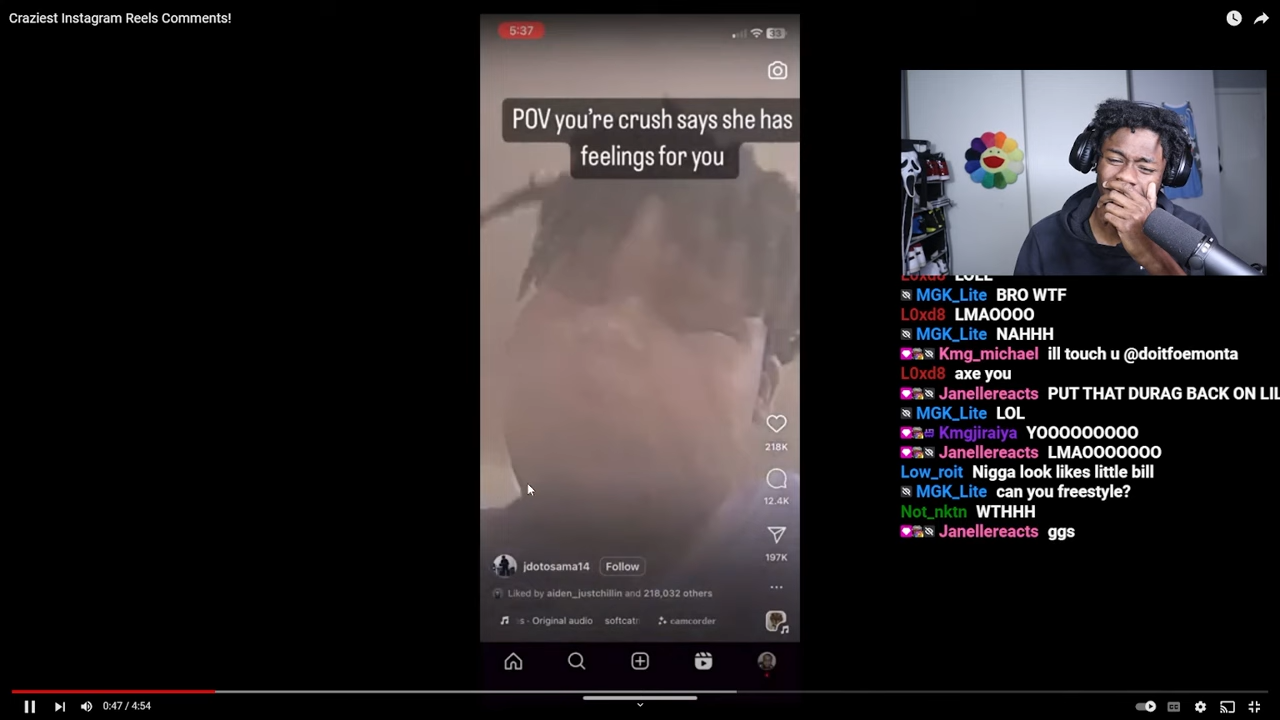 Craziest Instagram Reels Comments!
5:37
33
POV you're crush says she has
feelings for you
218K
12.4K
197K
jdotosama14 Follow
Liked by aiden_justchillin and 218,032 others
s · Original audio softcat camcorder
L0xd8 LOLL
MGK_Lite BRO WTF
L0xd8 LMAOOOO
MGK_Lite NAHHH
Kmg_michael ill touch u @doitfoemonta
L0xd8 axe you
Janellereacts PUT THAT DURAG BACK ON LIL
MGK_Lite LOL
Kmgjiraiya YOOOOOOOOO
Janellereacts LMAOOOOOOO
Low_roit Nigga look likes little bill
MGK_Lite can you freestyle?
Not_nktn WTHHH
Janellereacts ggs
0:47 / 4:54